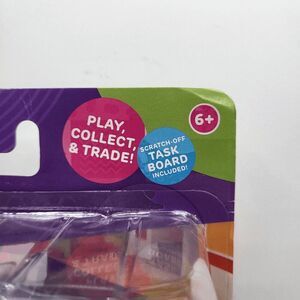 PLAY,
COLLECT,
& TRADE!
SCRATCH-OFF
TASK
BOARD
INCLUDED!
6+